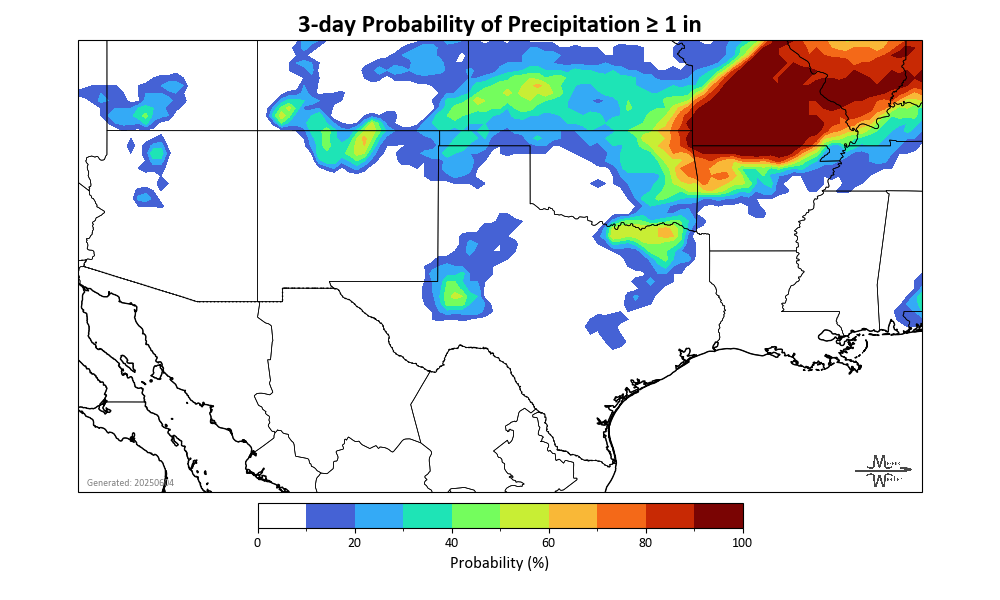 3-day Probability of Precipitation ≥ 1 in
Generated: 20250604
0 20 40 60 80 100
Probability (%)